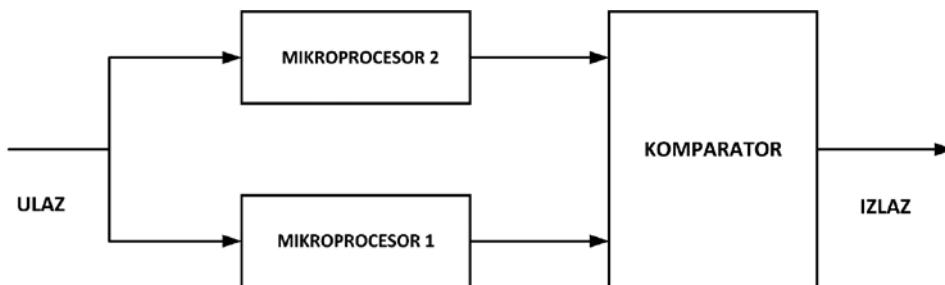 MIKROPROCESOR 2
KOMPARATOR
ULAZ
IZLAZ
MIKROPROCESOR 1